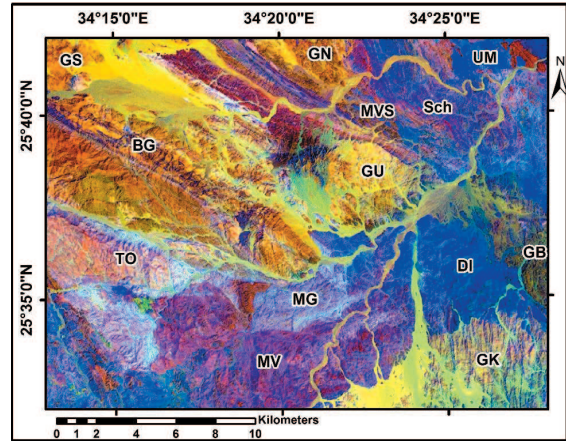 34°15'0"E 34°20'0"E 34°25'0"E
GS GN UM N
MVS Sch
25°40'0"N
BG GU
TO DI GB
25°35'0"N
MG
MV GK
Kilometers
0 1 2 4 6 8 10